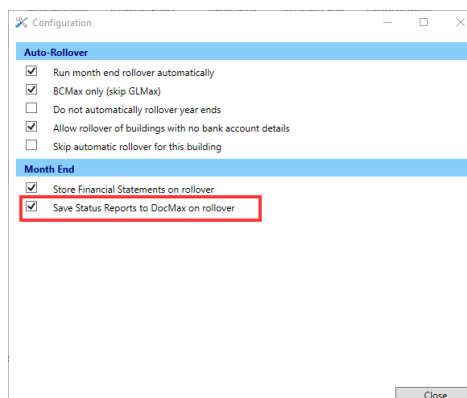 Configuration
Auto-Rollover
Run month end rollover automatically
BCMax only (skip GLMax)
Do not automatically rollover year ends
Allow rollover of buildings with no bank account details
Skip automatic rollover for this building
Month End
Store Financial Statements on rollover
Save Status Reports to DocMax on rollover
Close